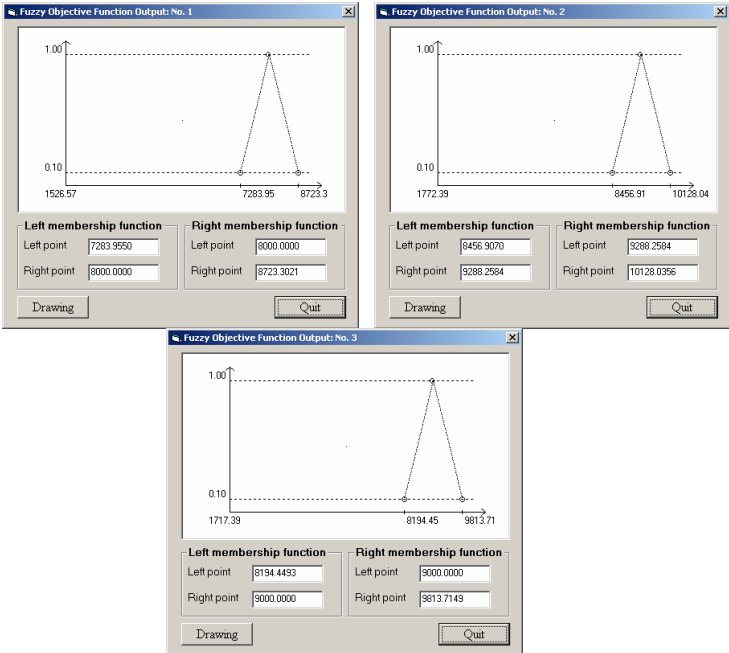 Fuzzy Objective Function Output: No. 1
1.00
0.10
1526.57 7283.95 8723.3
Left membership function Right membership function
Left point 7283.9550 Left point 8000.0000
Right point 8000.0000 Right point 8723.3021
Drawing Quit
Fuzzy Objective Function Output: No. 2
1.00
0.10
1772.39 8456.91 10128.04
Left membership function Right membership function
Left point 8456.9070 Left point 9288.2584
Right point 9288.2584 Right point 10128.0356
Drawing Quit
Fuzzy Objective Function Output: No. 3
1.00
0.10
1717.39 8194.45 9813.71
Left membership function Right membership function
Left point 8194.4493 Left point 9000.0000
Right point 9000.0000 Right point 9813.7149
Drawing Quit